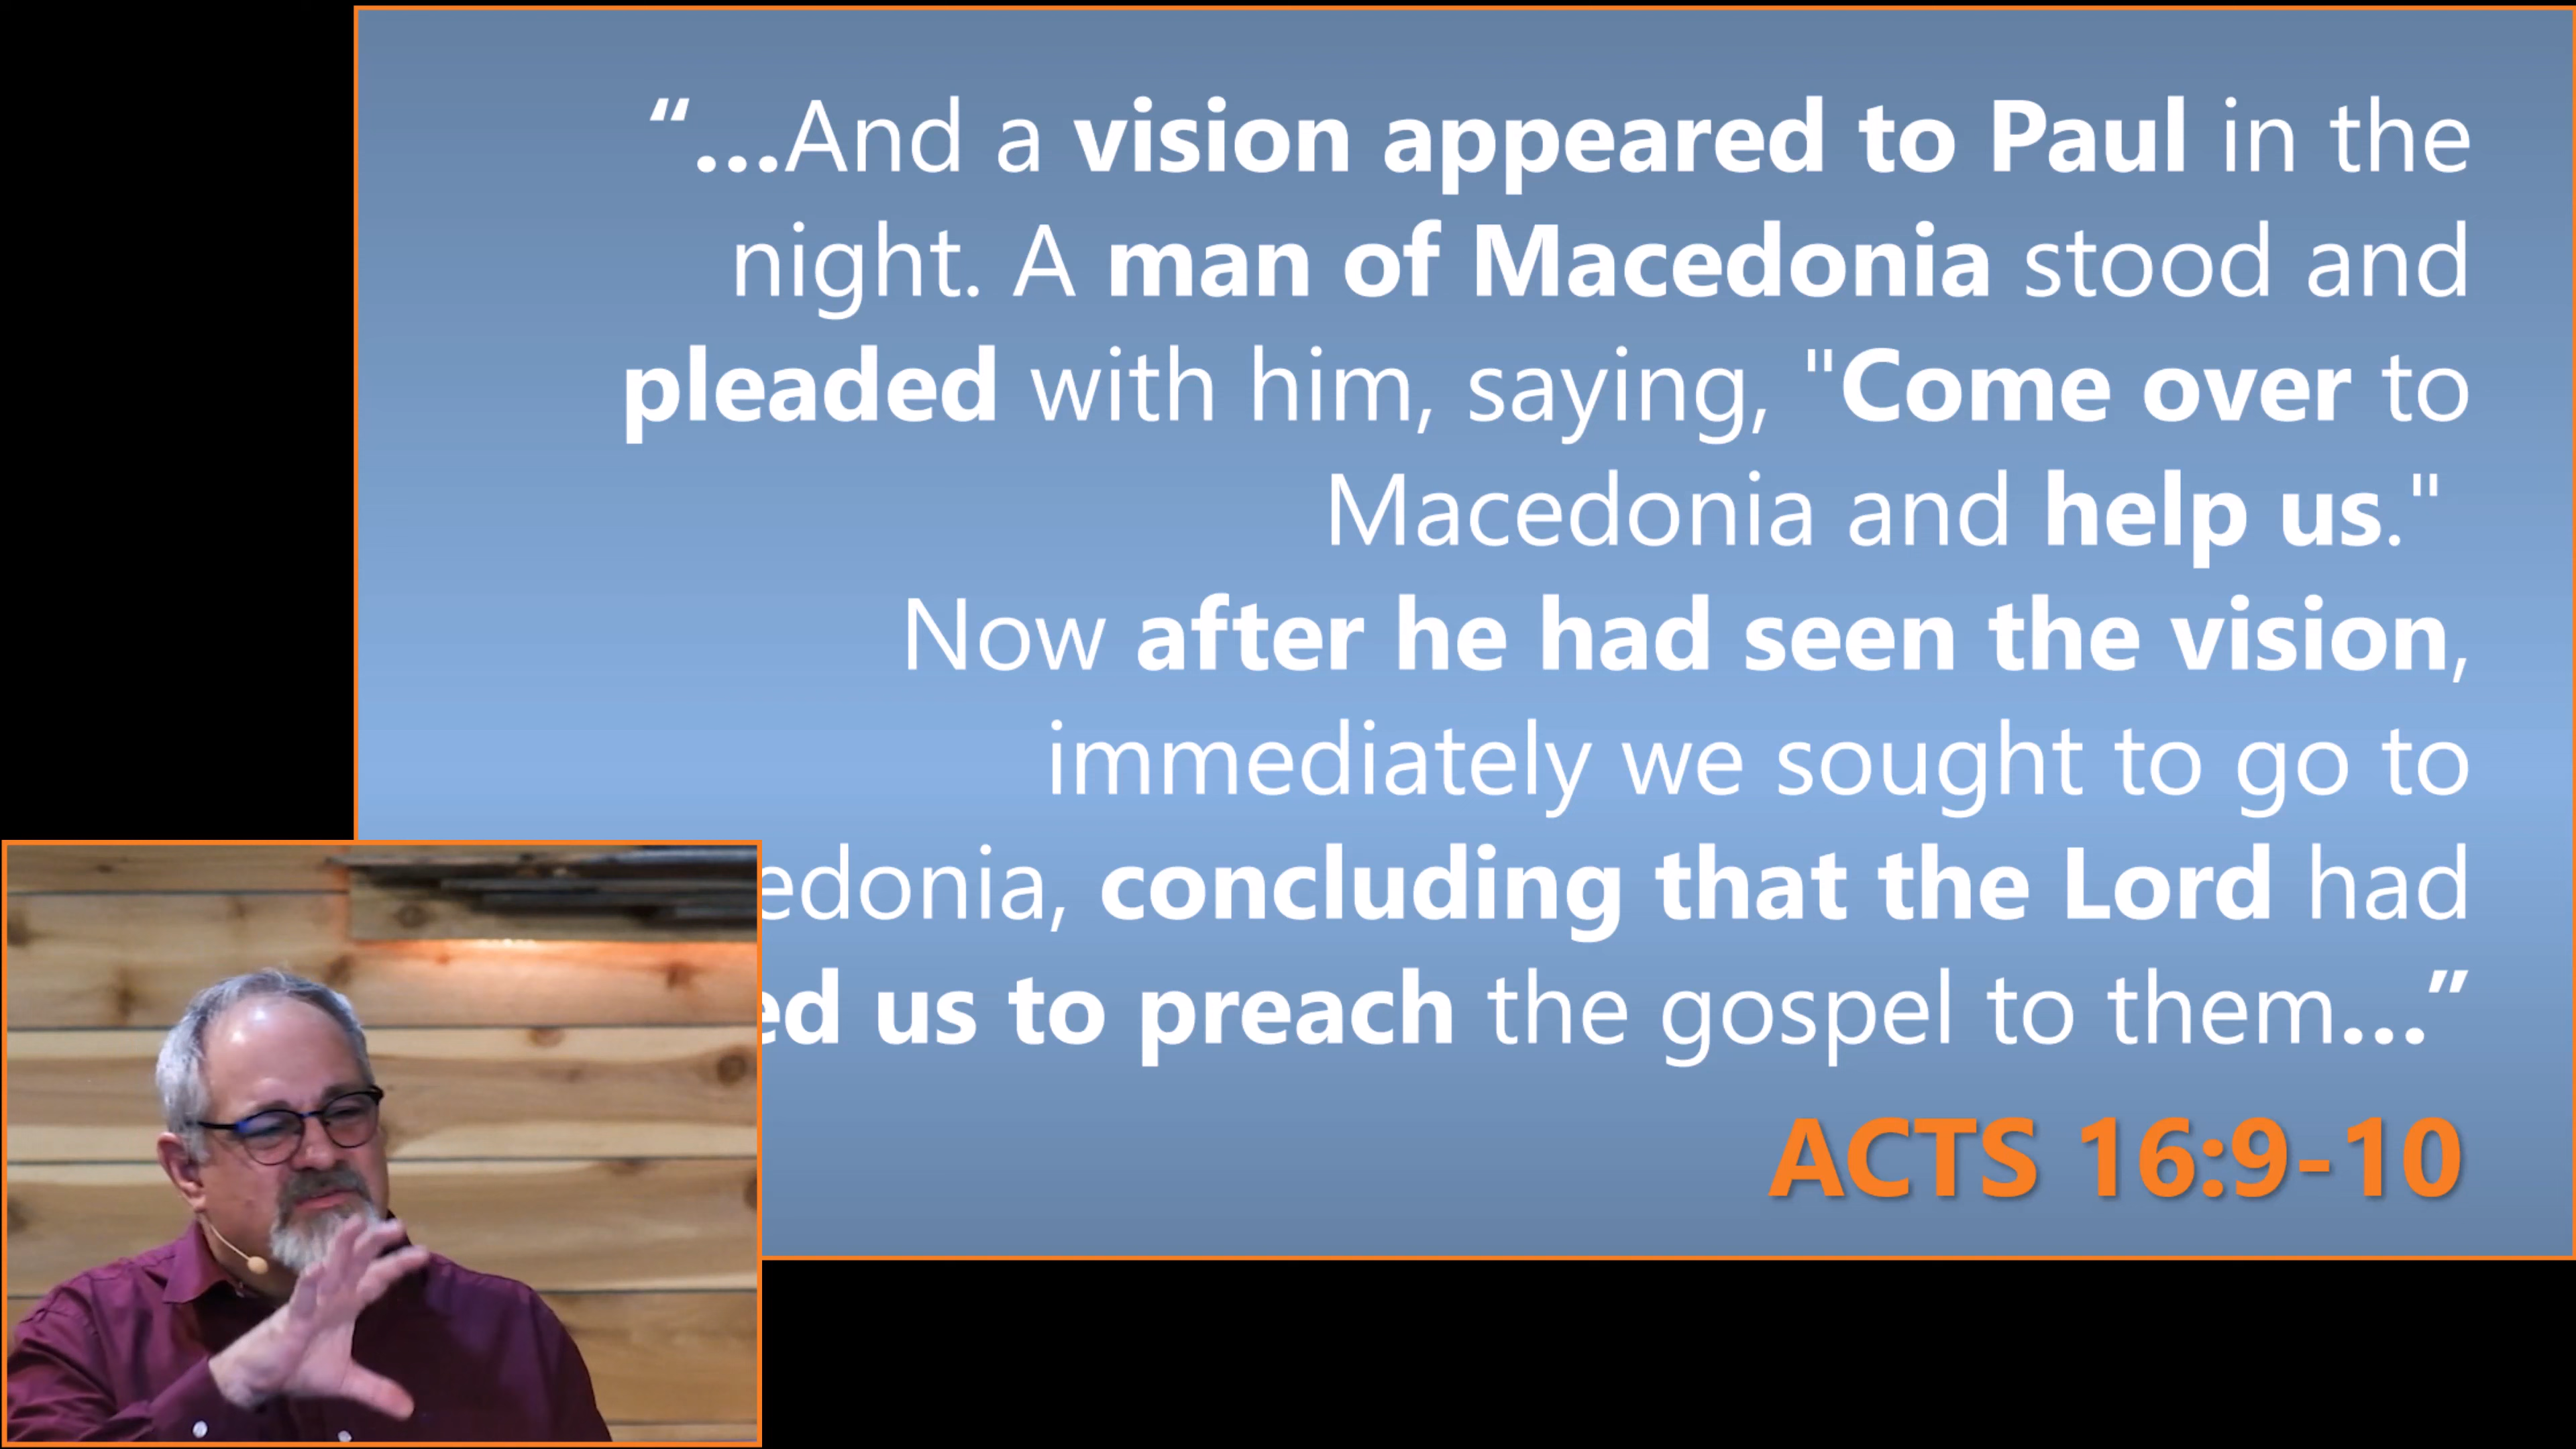 “...And a vision appeared to Paul in the
night. A man of Macedonia stood and
pleaded with him, saying, "Come over to
Macedonia and help us."
Now after he had seen the vision,
immediately we sought to go to
edonia, concluding that the Lord had
ed us to preach the gospel to them...”
ACTS 16:9-10